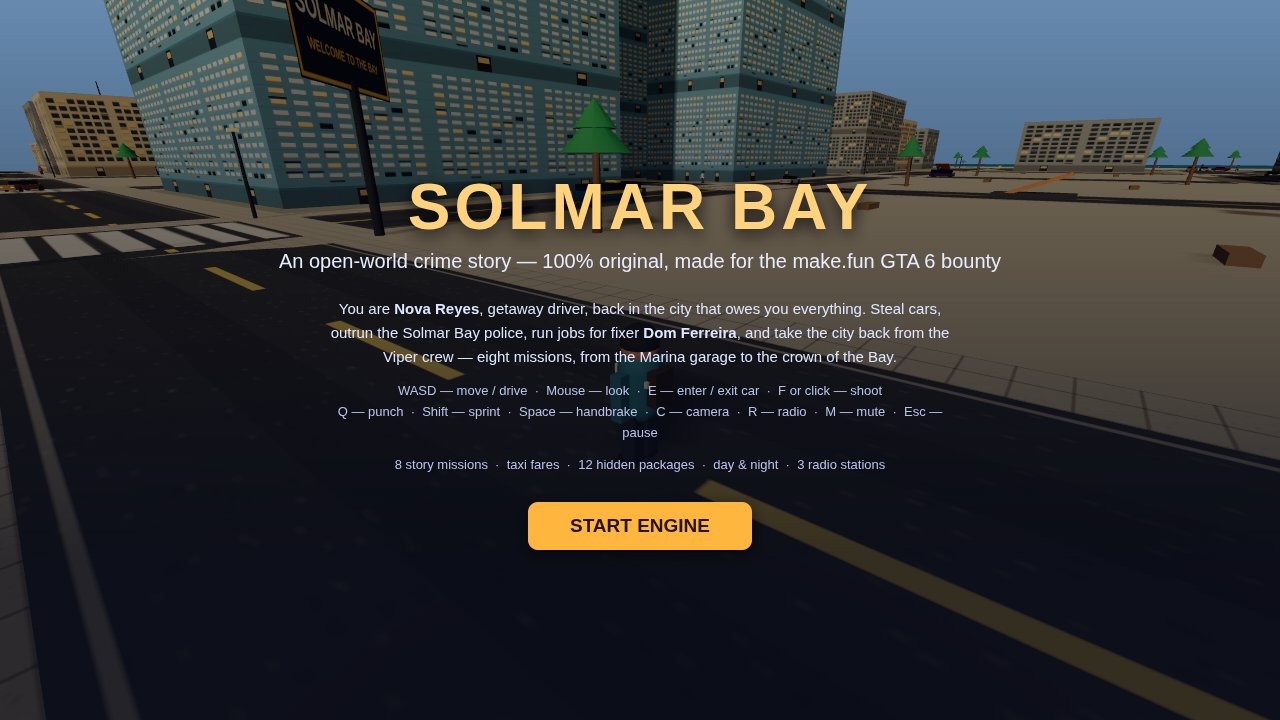 SOLMAR BAY
WELCOME TO THE BAY
SOLMAR BAY
An open-world crime story — 100% original, made for the make.fun GTA 6 bounty
You are Nova Reyes, getaway driver, back in the city that owes you everything. Steal cars,
outrun the Solmar Bay police, run jobs for fixer Dom Ferreira, and take the city back from the
Viper crew — eight missions, from the Marina garage to the crown of the Bay.
WASD — move / drive · Mouse — look · E — enter / exit car · F or click — shoot
Q — punch · Shift — sprint · Space — handbrake · C — camera · R — radio · M — mute · Esc —
pause
8 story missions · taxi fares · 12 hidden packages · day & night · 3 radio stations
START ENGINE